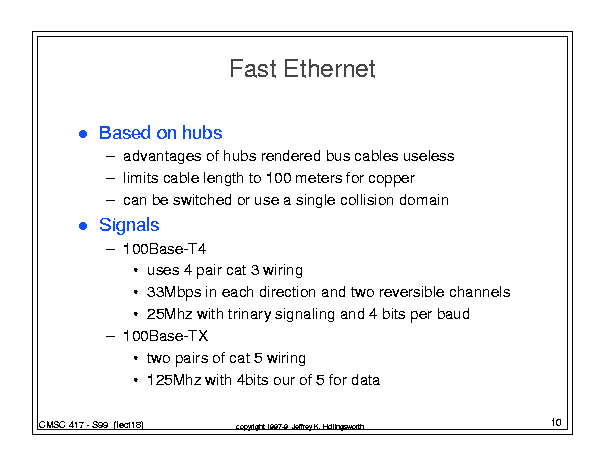 Fast Ethernet
● Based on hubs
– advantages of hubs rendered bus cables useless
– limits cable length to 100 meters for copper
– can be switched or use a single collision domain
● Signals
– 100Base-T4
• uses 4 pair cat 3 wiring
• 33Mbps in each direction and two reversible channels
• 25Mhz with trinary signaling and 4 bits per baud
– 100Base-TX
• two pairs of cat 5 wiring
• 125Mhz with 4bits our of 5 for data
CMSC 417 - S99 (lect18)
copyright 1997-9 Jeffrey K. Hollingsworth
10